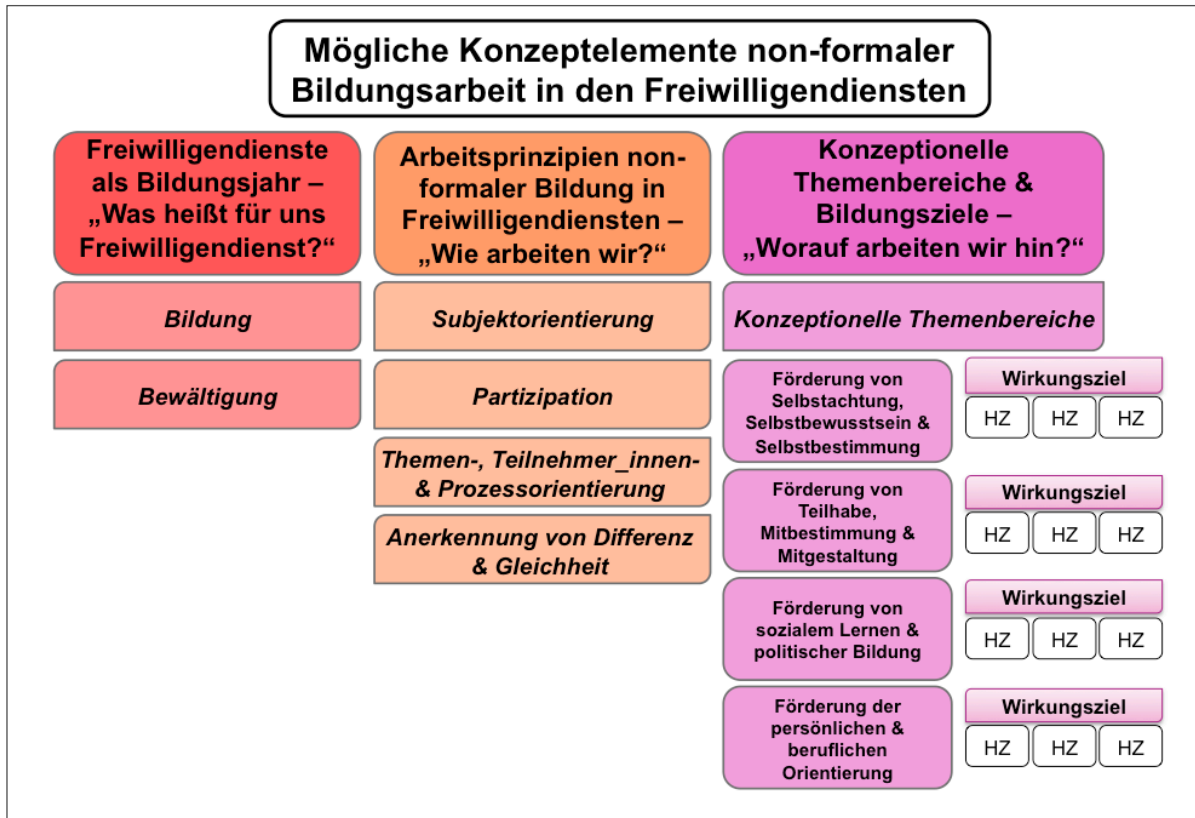 Mögliche Konzeptelemente non-formaler
Bildungsarbeit in den Freiwilligendiensten
Freiwilligendienste
als Bildungsjahr –
„Was heißt für uns
Freiwilligendienst?“
Bildung
Bewältigung
Arbeitsprinzipien non-
formaler Bildung in
Freiwilligendiensten –
„Wie arbeiten wir?“
Subjektorientierung
Partizipation
Themen-, Teilnehmer_innen-
& Prozessorientierung
Anerkennung von Differenz
& Gleichheit
Konzeptionelle
Themenbereiche &
Bildungsziele –
„Worauf arbeiten wir hin?“
Konzeptionelle Themenbereiche
Förderung von
Selbstachtung,
Selbstbewusstsein &
Selbstbestimmung
Wirkungsziel
HZ HZ HZ
Förderung von
Teilhabe,
Mitbestimmung &
Mitgestaltung
Wirkungsziel
HZ HZ HZ
Förderung von
sozialem Lernen &
politischer Bildung
Wirkungsziel
HZ HZ HZ
Förderung der
persönlichen &
beruflichen
Orientierung
Wirkungsziel
HZ HZ HZ